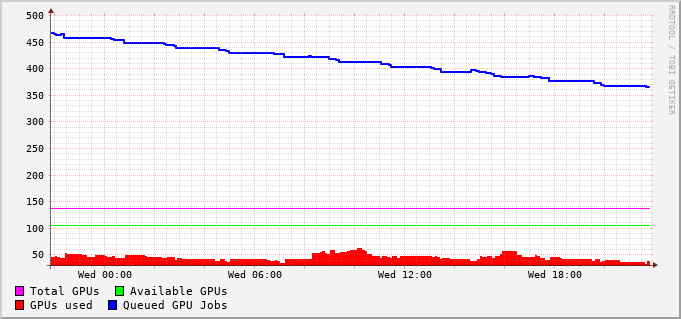 500
450
400
350
300
250
200
150
100
50
Wed 00:00 Wed 06:00 Wed 12:00 Wed 18:00
Total GPUs Available GPUs
GPUs used Queued GPU Jobs
RRDTOOL / TOBI OETIKER